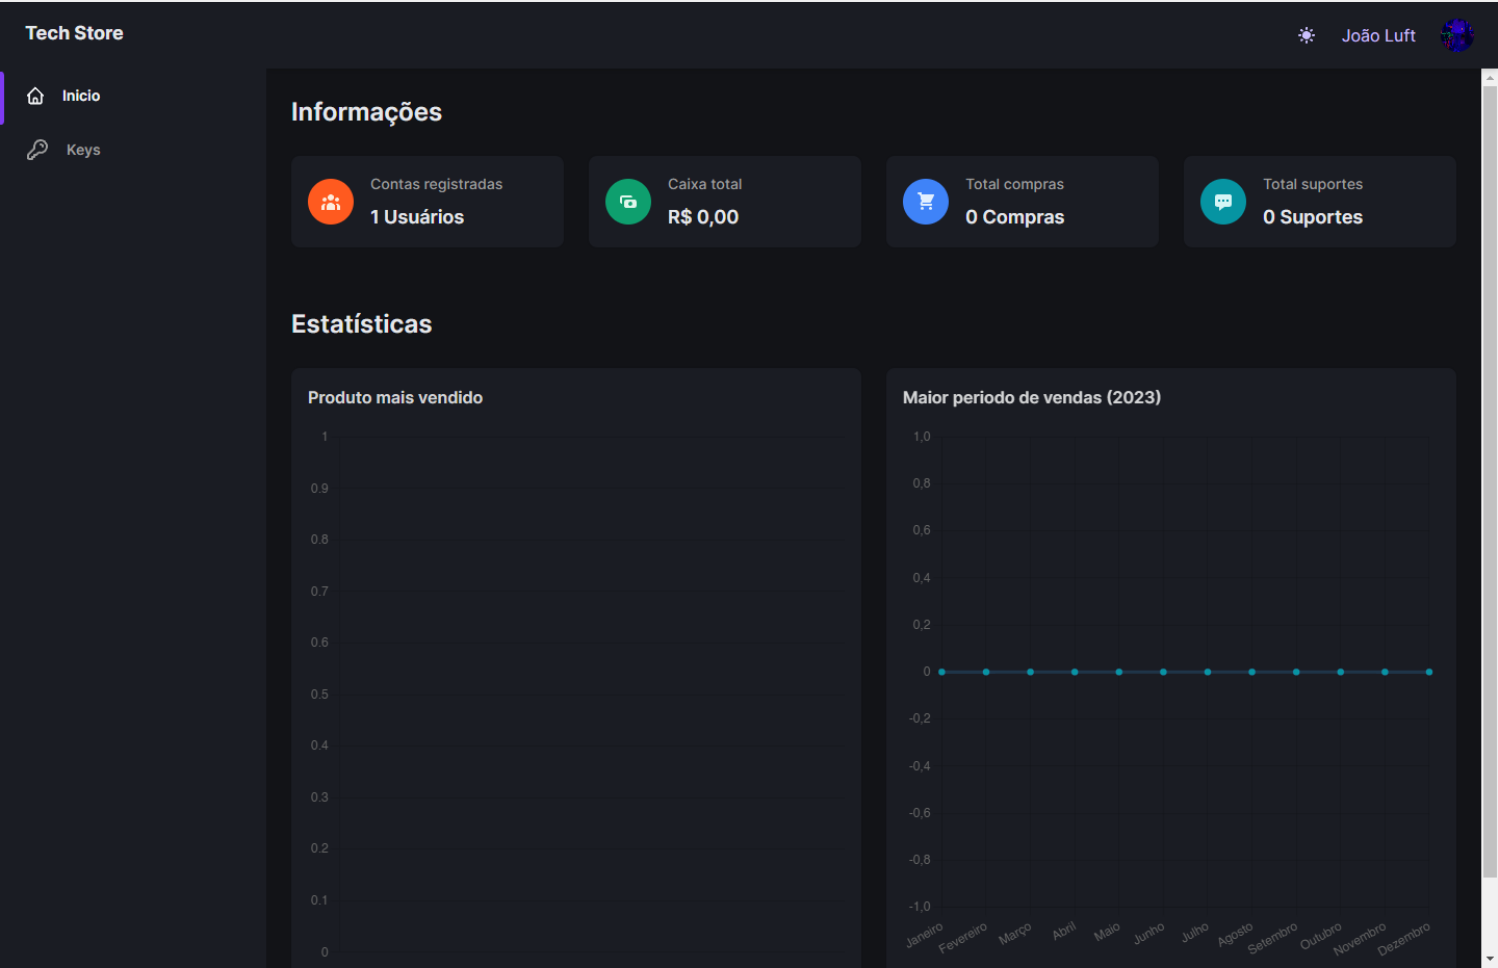 Tech Store
João Luft
Inicio
Keys
Informações
Contas registradas
1 Usuários
Caixa total
R$ 0,00
Total compras
0 Compras
Total suportes
0 Suportes
Estatísticas
Produto mais vendido
1
0.9
0.8
0.7
0.6
0.5
0.4
0.3
0.2
0.1
0
Maior periodo de vendas (2023)
1,0
0,8
0,6
0,4
0,2
0
-0,2
-0,4
-0,6
-0,8
-1,0
Janeiro Fevereiro Março Abril Maio Junho Julho Agosto Setembro Outubro Novembro Dezembro